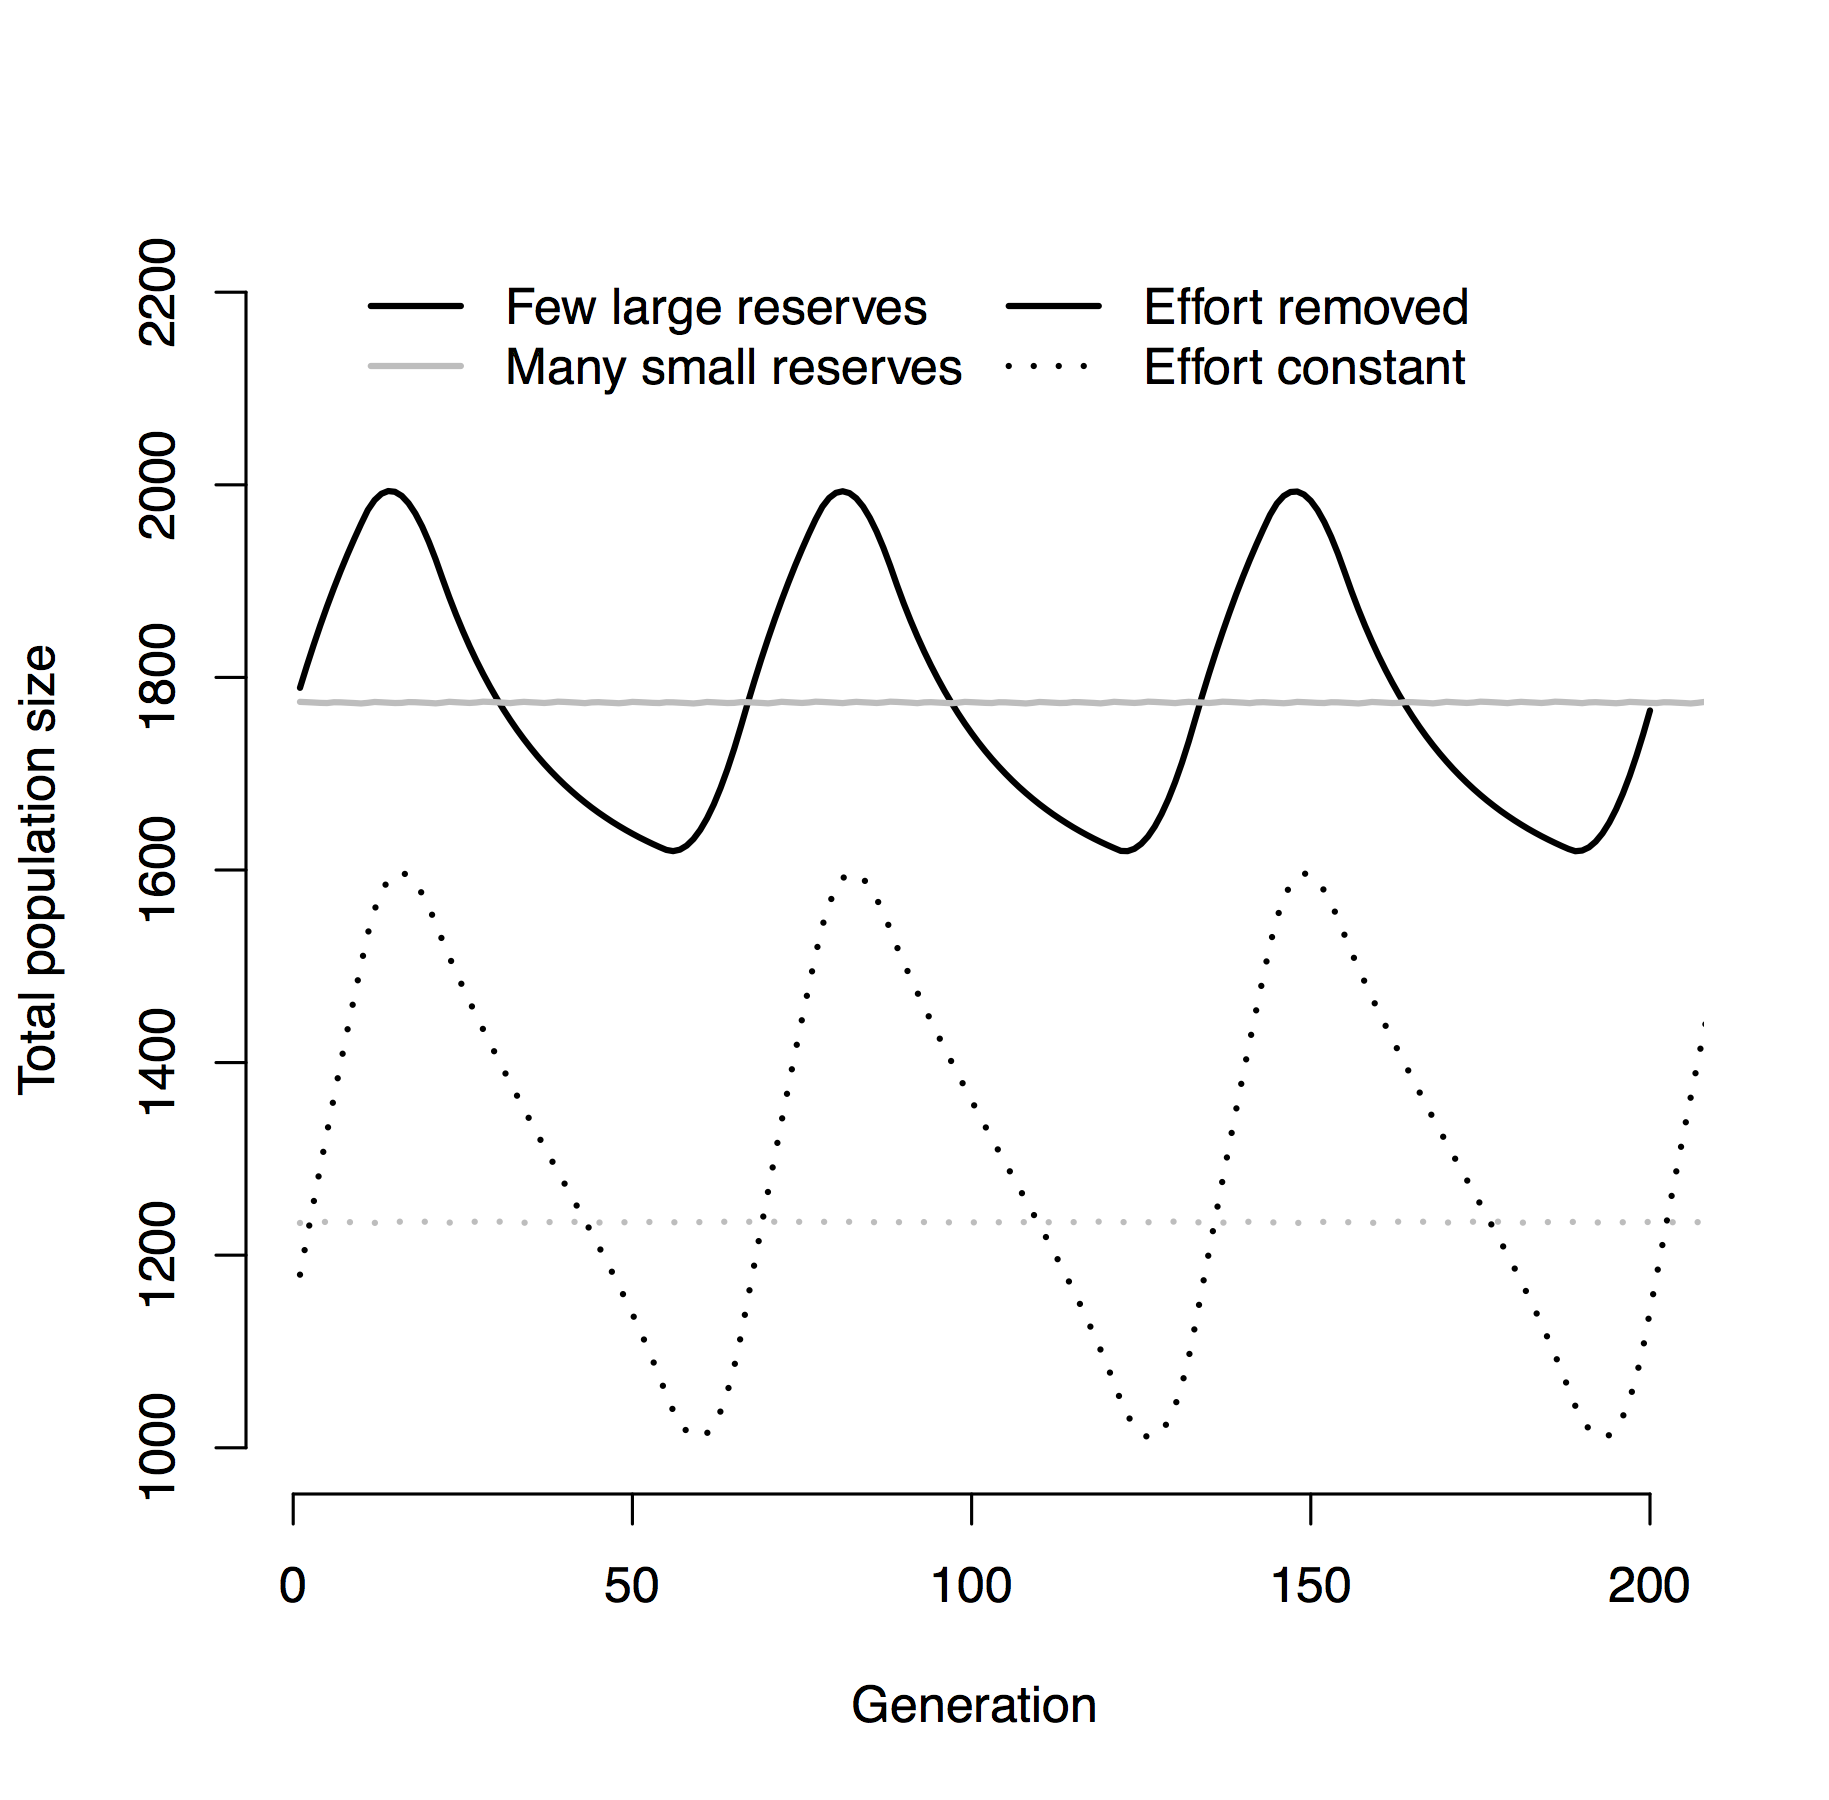 Few large reserves
Many small reserves
Effort removed
Effort constant
Total population size
2200
2000
1800
1600
1400
1200
1000
0 50 100 150 200
Generation